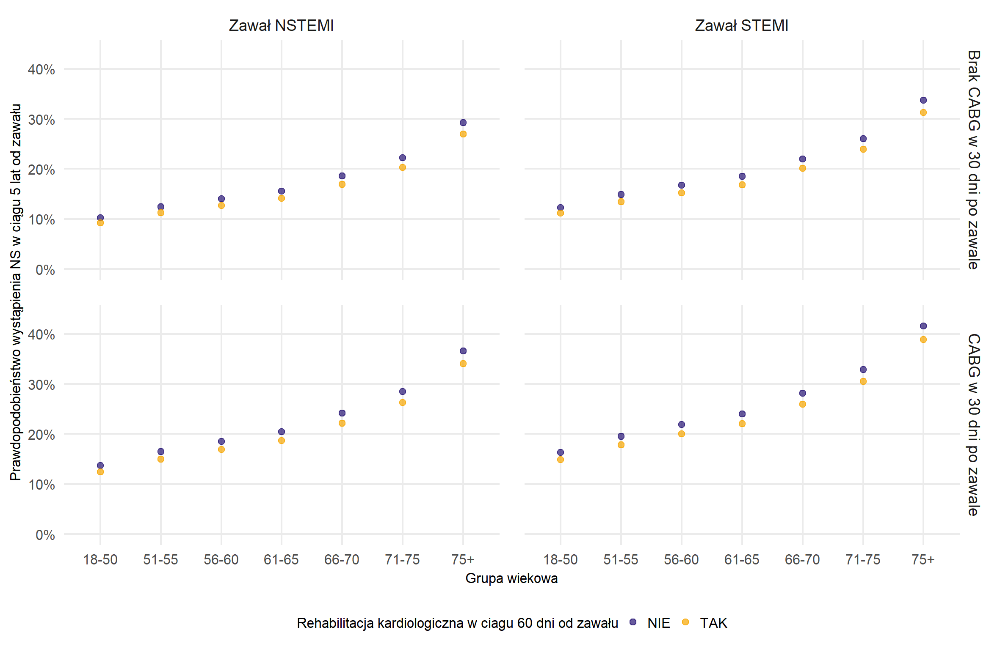 Zawał NSTEMI
Zawał STEMI
Prawdopodobieństwo wystąpienia NS w ciągu 5 lat od zawału
40%
30%
20%
10%
0%
Brak CABG w 30 dni po zawale
40%
30%
20%
10%
0%
CABG w 30 dni po zawale
18-50 51-55 56-60 61-65 66-70 71-75 75+
18-50 51-55 56-60 61-65 66-70 71-75 75+
Grupa wiekowa
Rehabilitacja kardiologiczna w ciagu 60 dni od zawału NIE TAK